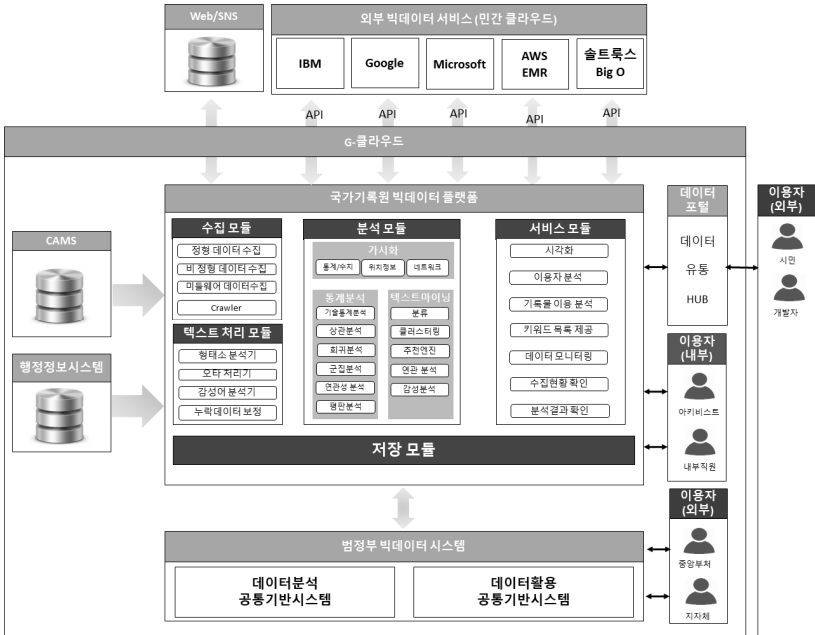 Web/SNS
외부 빅데이터 서비스 (민간 클라우드)
IBM
Google
Microsoft
AWS
EMR
솔트룩스
Big O
API
API
API
API
API
G-클라우드
국가기록원 빅데이터 플랫폼
데이터
포털
이용자
(외부)
CAMS
수집 모듈
정형 데이터 수집
비 정형 데이터 수집
미들웨어 데이터수집
Crawler
분석 모듈
가시화
통계/수지
위치정보
네트워크
통계분석
기술통계분석
상관분석
회귀분석
군집분석
연관성 분석
평판분석
텍스트마이닝
분류
클러스터링
추전엔진
연관 분석
감성분석
서비스 모듈
시각화
이용자 분석
기록물 이용 분석
키워드 목록 제공
데이터 모니터링
수집현황 확인
분석결과 확인
데이터
유통
HUB
시민
개발자
행정정보시스템
텍스트 처리 모듈
형태소 분석기
오타 처리기
감성어 분석기
누락데이터 보정
이용자
(내부)
아키비스트
내부직원
저장 모듈
이용자
(외부)
중앙부처
지자체
범정부 빅데이터 시스템
데이터분석
공통기반시스템
데이터활용
공통기반시스템